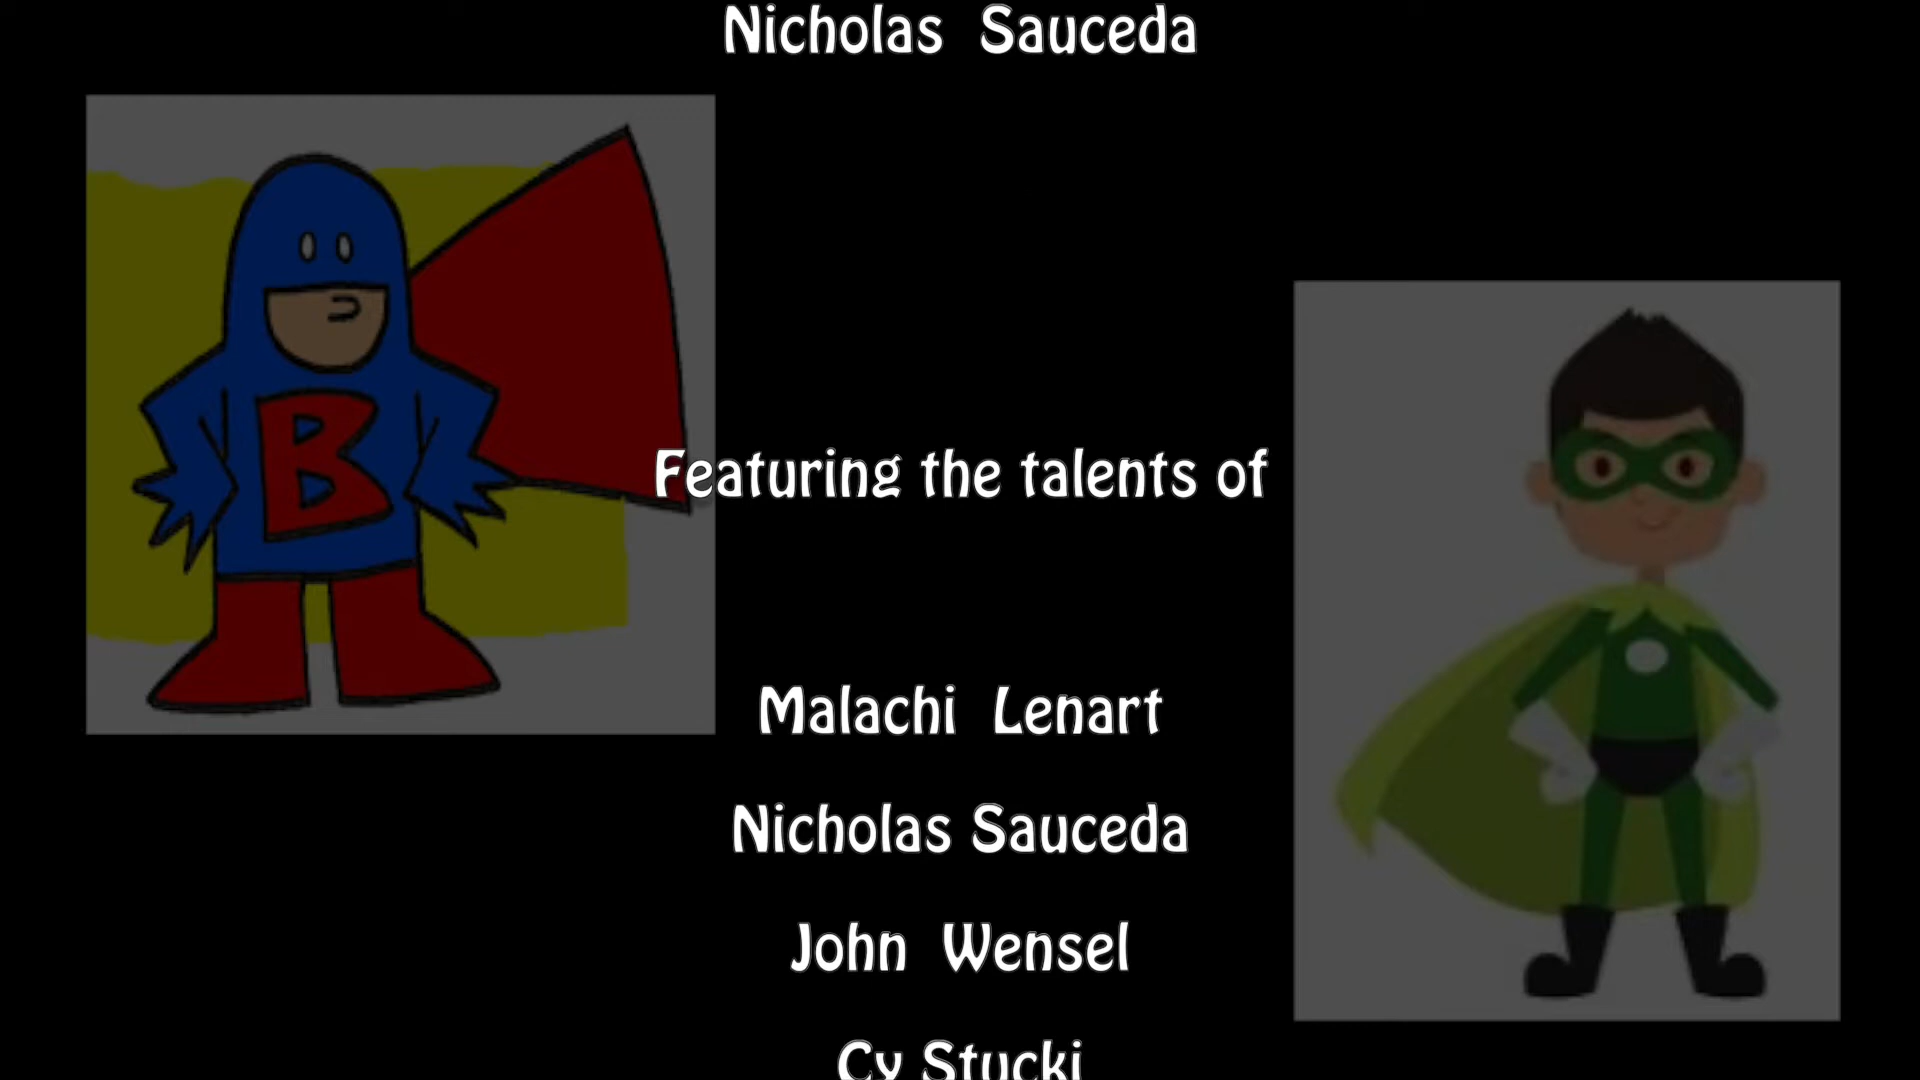 Nicholas Sauceda
B
Featuring the talents of
Malachi Lenart
Nicholas Sauceda
John Wensel
Cy Stucki